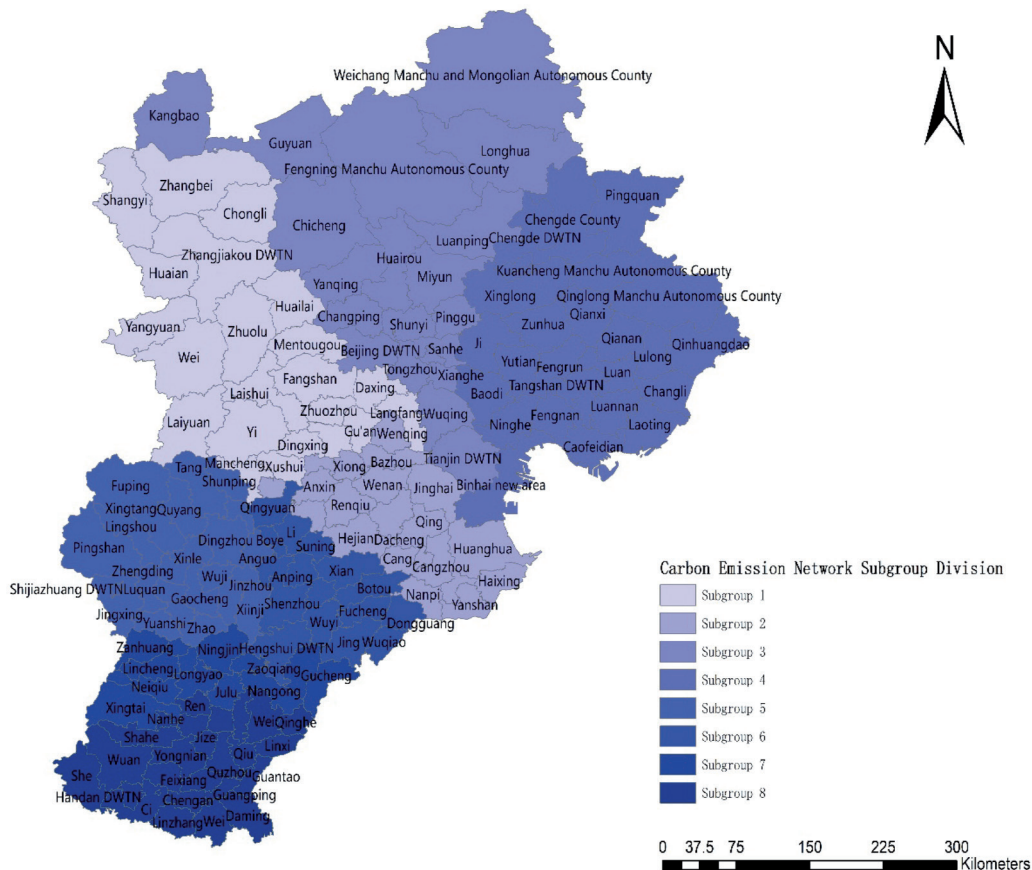 N
Weichang Manchu and Mongolian Autonomous County
Kangbao
Guyuan
Longhua
Fengning Manchu Autonomous County
Zhangbei
Shangyi
Pingquan
Chongli
Chicheng
Chengde County
Luanping
Chengde DWTN
Zhangjiakou DWTN
Huairou
Huaian
Miyun
Kuancheng Manchu Autonomous County
Yanqing
Xinglong
Qinglong Manchu Autonomous County
Huailai
Changping
Pinggu
Qianxi
Yangyuan
Zhuolu
Shunyi
Zunhua
Mentougou
Qianan
Qinhuangdao
Wei
Beijing DWTN
Sanhe
Ji
Lulong
Tongzhou
Yutian
Fengrun
Luan
Fangshan
Xianghe
Daxing
Tangshan DWTN
Laishui
Baodi
Changli
Zhuozhou
Langfang
Wuqing
Luannan
Laiyuan
Fengnan
Ninghe
Laoting
Yi
Gu'an
Wenqing
Dingxing
Caofeidian
Tianjin DWTN
Mancheng
Xushui
Xiong
Bazhou
Tang
Shunping
Fuping
Anxin
Wenan
Jinghai
Binhai new area
Xingtang
Quyang
Qingyuan
Renqiu
Lingshou
Qing
Dingzhou
Boye
Li
Hejian
Dacheng
Pingshan
Suning
Huanghua
Xinle
Anguo
Cang
Cangzhou
Zhengding
Wuji
Xian
Jinzhou
Anping
Haixing
Shijiazhuang DWTN
Luquan
Botou
Nanpi
Gaocheng
Xiinji
Shenzhou
Yanshan
Jingxing
Fucheng
Yuanshi
Zhao
Wuyi
Dongguang
Zanhuang
Ningjin
Hengshui DWTN
Jing
Wuqiao
Lincheng
Longyao
Zaoqiang
Gucheng
Neiqiu
Julu
Nangong
Xingtai
Ren
Nanhe
Wei
Qinghe
Shahe
Jize
Linxi
Wuan
Yongnian
Qiu
She
Quzhou
Guantao
Feixiang
Handan DWTN
Chengan
Guangping
Ci
Linzhang
Wei
Daming
Carbon Emission Network Subgroup Division
Subgroup 1
Subgroup 2
Subgroup 3
Subgroup 4
Subgroup 5
Subgroup 6
Subgroup 7
Subgroup 8
0 37.5 75 150 225 300
Kilometers